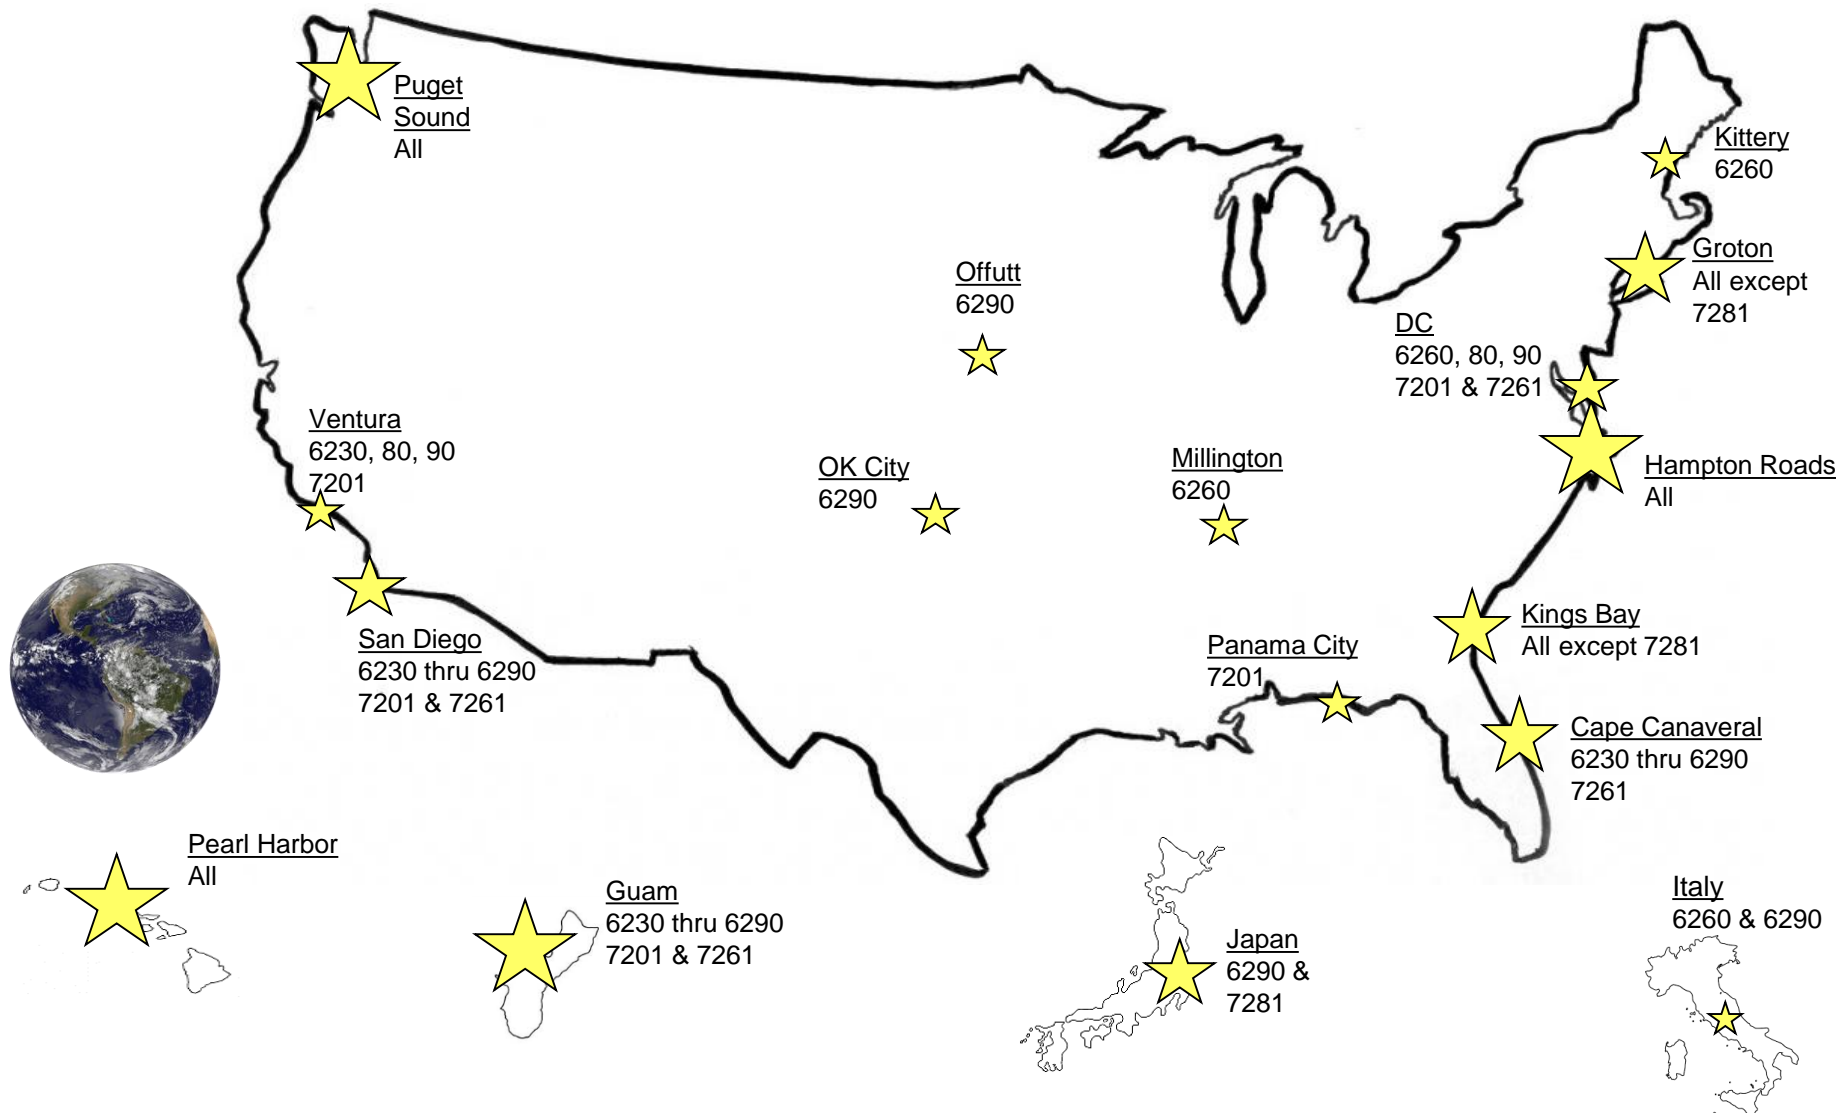 Puget
Sound
All
Kittery
6260
Groton
All except
7281
Offutt
6290
DC
6260, 80, 90
7201 & 7261
Ventura
6230, 80, 90
7201
OK City
6290
Millington
6260
Hampton Roads
All
San Diego
6230 thru 6290
7201 & 7261
Panama City
7201
Kings Bay
All except 7281
Cape Canaveral
6230 thru 6290
7261
Pearl Harbor
All
Guam
6230 thru 6290
7201 & 7261
Japan
6290 &
7281
Italy
6260 & 6290